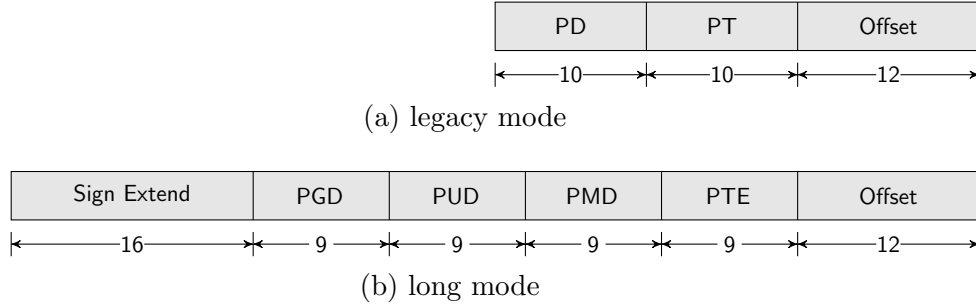 PD PT Offset
10 10 12
(a) legacy mode
Sign Extend PGD PUD PMD PTE Offset
16 9 9 9 9 12
(b) long mode